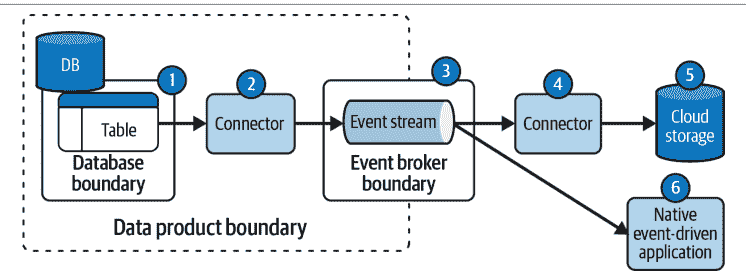 DB
1
Table
Database
boundary
2
Connector
3
Event stream
Event broker
boundary
Data product boundary
4
Connector
5
Cloud
storage
6
Native
event-driven
application